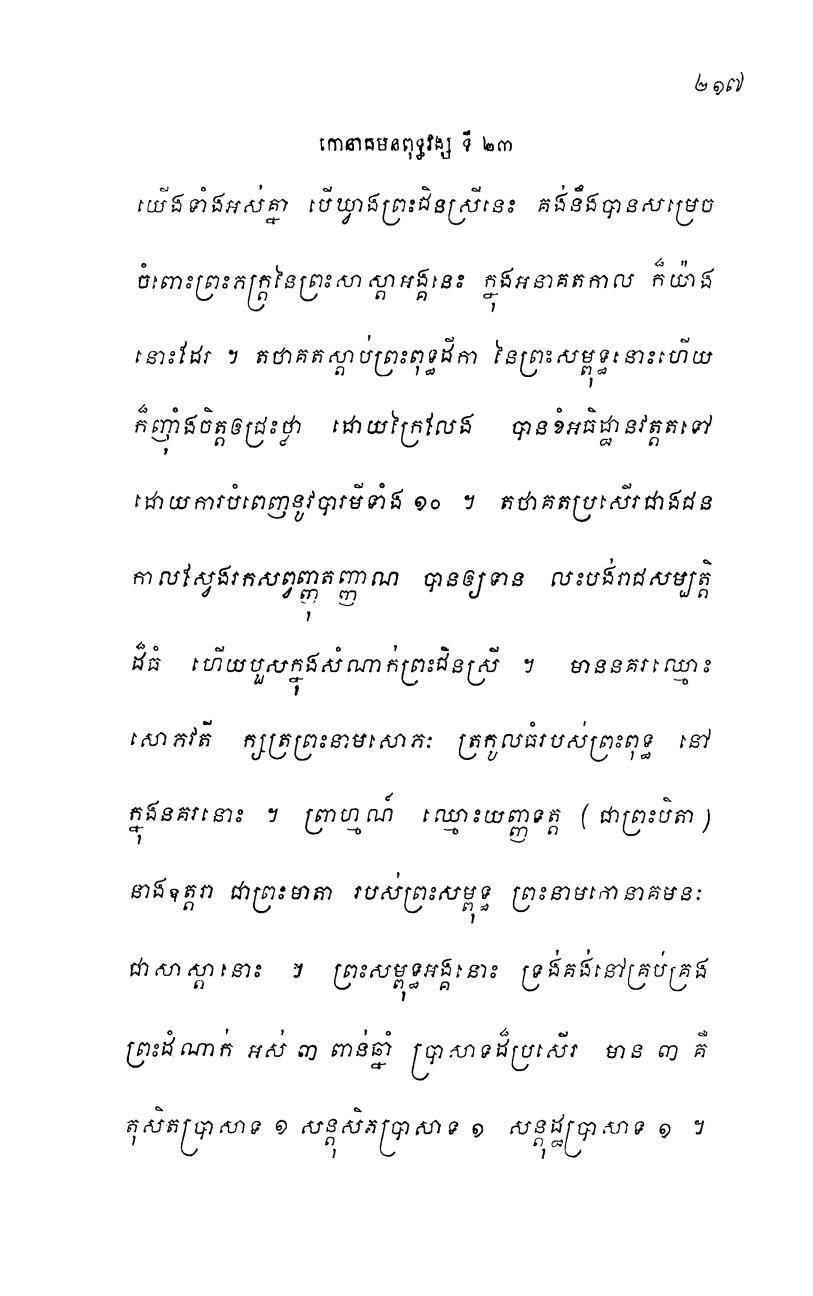 ២១៧
កោនាគមនពុទ្ធវង្ស ទី ២៣
យើងទាំងអស់គ្នា បើឃ្វាងព្រះជិនស្រីនេះ គង់នឹងបានសម្រេច
ចំពោះព្រះភក្ត្រនៃព្រះសាស្តាអង្គនេះ ក្នុងអនាគតកាល ក៏យ៉ាង
នោះដែរ ។ តថាគតស្តាប់ព្រះពុទ្ធដីកា នៃព្រះសម្ពុទ្ធនោះហើយ
ក៏ញ៉ាំងចិត្តឲជ្រះថ្លា ដោយក្រៃលែង បានខំអធិដ្ឋានវត្តតទៅ
ដោយការបំពេញនូវបារមីទាំង ១០ ។ តថាគតប្រសើរជាងជន
កាលស្វែងរកសព្វញ្ញុតញ្ញាណ បានឲ្យទាន លះបង់រាជសម្បត្តិ
ដ៏ធំ ហើយបួសក្នុងសំណាក់ព្រះជិនស្រី ។ មាននគរឈ្មោះ
សោភវតី ក្សត្រព្រះនាមសោភៈ ត្រកូលធំរបស់ព្រះពុទ្ធ នៅ
ក្នុងនគរនោះ ។ ព្រាហ្មណ៍ ឈ្មោះយញ្ញទត្ត ( ជាព្រះបិតា )
នាងឧត្តរា ជាព្រះមាតា របស់ព្រះសម្ពុទ្ធ ព្រះនាមកោនាគមនៈ
ជាសាស្តានោះ ។ ព្រះសម្ពុទ្ធអង្គនោះ ទ្រង់គង់នៅគ្រប់គ្រង
ព្រះដំណាក់ អស់ ៣ ពាន់ឆ្នាំ ប្រាសាទដ៏ប្រសើរ មាន ៣ គឺ
តុសិតប្រាសាទ ១ សន្តុសិតប្រាសាទ ១ សន្តុដ្ឋប្រាសាទ ១ ។